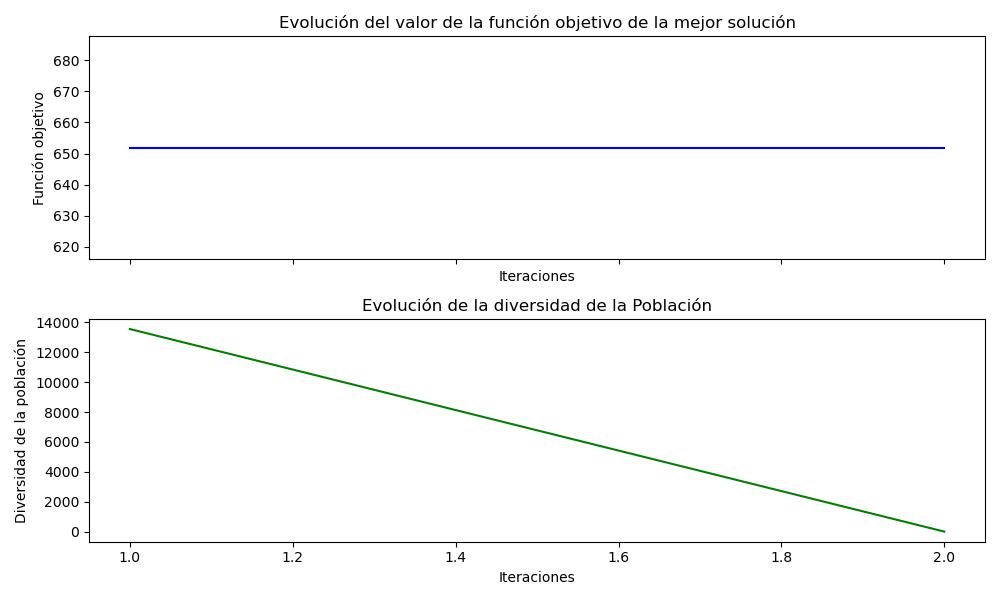 Evolución del valor de la función objetivo de la mejor solución
680
670
660
650
640
630
620
Función objetivo
Iteraciones
Evolución de la diversidad de la Población
14000
12000
10000
8000
6000
4000
2000
0
Diversidad de la población
1.0 1.2 1.4 1.6 1.8 2.0
Iteraciones